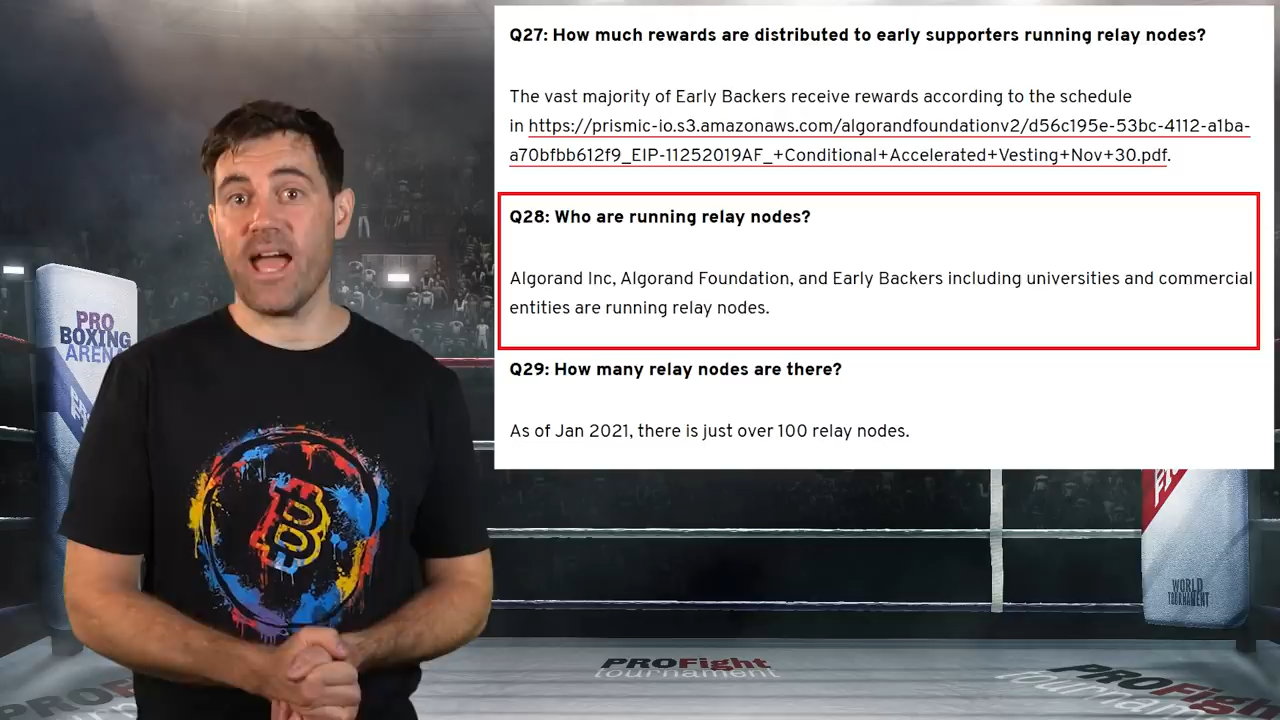 Q27: How much rewards are distributed to early supporters running relay nodes?
The vast majority of Early Backers receive rewards according to the schedule
in https://prismic-io.s3.amazonaws.com/algorandfoundationv2/d56c195e-53bc-4112-a1ba-
a70bfbb612f9_EIP-11252019AF_+Conditional+Accelerated+Vesting+Nov+30.pdf.
Q28: Who are running relay nodes?
Algorand Inc, Algorand Foundation, and Early Backers including universities and commercial
entities are running relay nodes.
Q29: How many relay nodes are there?
As of Jan 2021, there is just over 100 relay nodes.
PRO
BOXING
ARENA
B
WORLD
TOURNAMENT
PROFight
tournament
PROFight